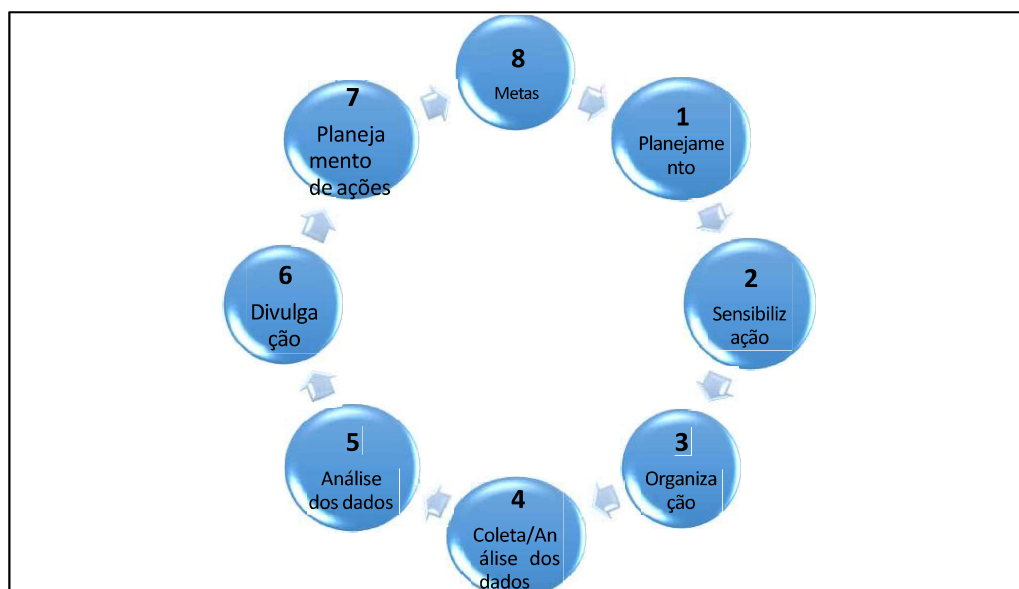 8
Metas
1
Planejame
nto
2
Sensibiliz
ação
3
Organiza
ção
4
Coleta/An
álise dos
dados
5
Análise
dos dados
6
Divulga
ção
7
Planeja
mento
de ações